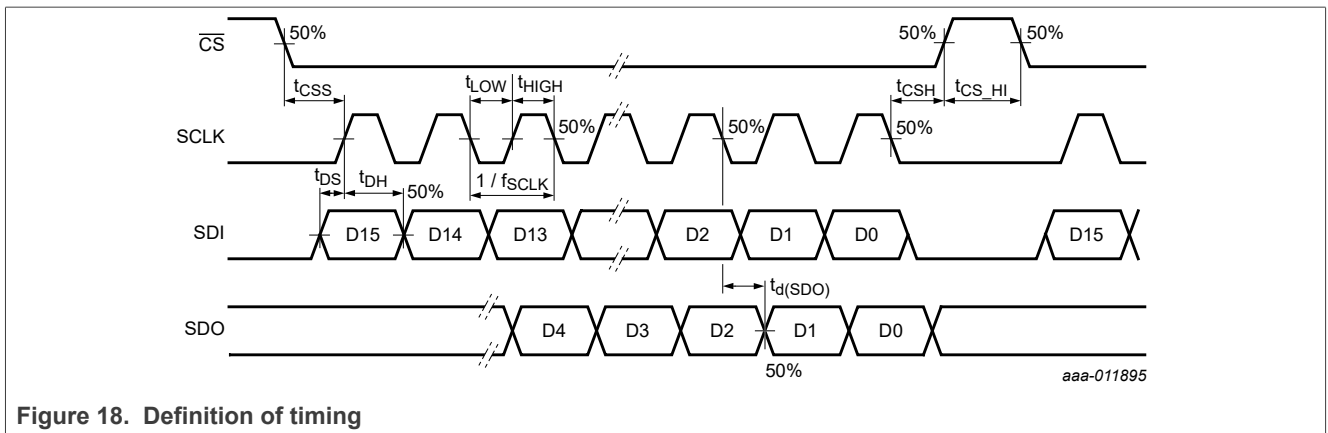 CS 50% 50% 50%
tCSS tLOW tHIGH tCSH tCS_HI
SCLK 50% 50% 50%
tDS tDH 50% 1 / fSCLK
SDI D15 D14 D13 D2 D1 D0 D15
td(SDO)
SDO D4 D3 D2 D1 D0
50%
aaa-011895
Figure 18. Definition of timing